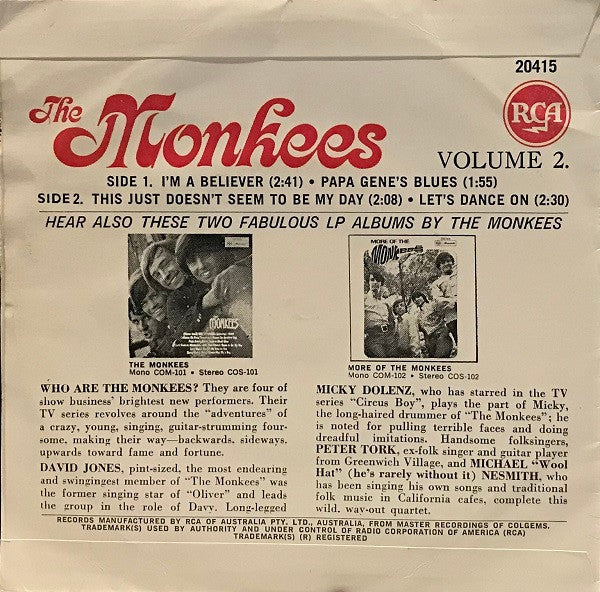 20415
The Monkees
RCA
VOLUME 2.
SIDE 1. I'M A BELIEVER (2:41) • PAPA GENE'S BLUES (1:55)
SIDE 2. THIS JUST DOESN'T SEEM TO BE MY DAY (2:08) • LET'S DANCE ON (2:30)
HEAR ALSO THESE TWO FABULOUS LP ALBUMS BY THE MONKEES
MONKEES
MORE OF THE
MONKEES
THE MONKEES
Mono COM-101 • Stereo COS-101
MORE OF THE MONKEES
Mono COM-102 • Stereo COS-102
WHO ARE THE MONKEES? They are four of
show business' brightest new performers. Their
TV series revolves around the "adventures" of
a crazy, young, singing, guitar-strumming four-
some, making their way—backwards, sideways,
upwards toward fame and fortune.
DAVID JONES, pint-sized, the most endearing
and swingingest member of "The Monkees" was
the former singing star of "Oliver" and leads
the group in the role of Davy. Long-legged
MICKY DOLENZ, who has starred in the TV
series "Circus Boy", plays the part of Micky,
the long-haired drummer of "The Monkees"; he
is noted for pulling terrible faces and doing
dreadful imitations. Handsome folksingers,
PETER TORK, ex-folk singer and guitar player
from Greenwich Village, and MICHAEL "Wool
Hat" (he's rarely without it) NESMITH, who
has been singing his own songs and traditional
folk music in California cafes, complete this
wild, way-out quartet.
RECORDS MANUFACTURED BY RCA OF AUSTRALIA PTY. LTD., AUSTRALIA, FROM MASTER RECORDINGS OF COLGEMS.
TRADEMARK(S) USED BY AUTHORITY AND UNDER CONTROL OF RADIO CORPORATION OF AMERICA (RCA)
TRADEMARK(S) (R) REGISTERED